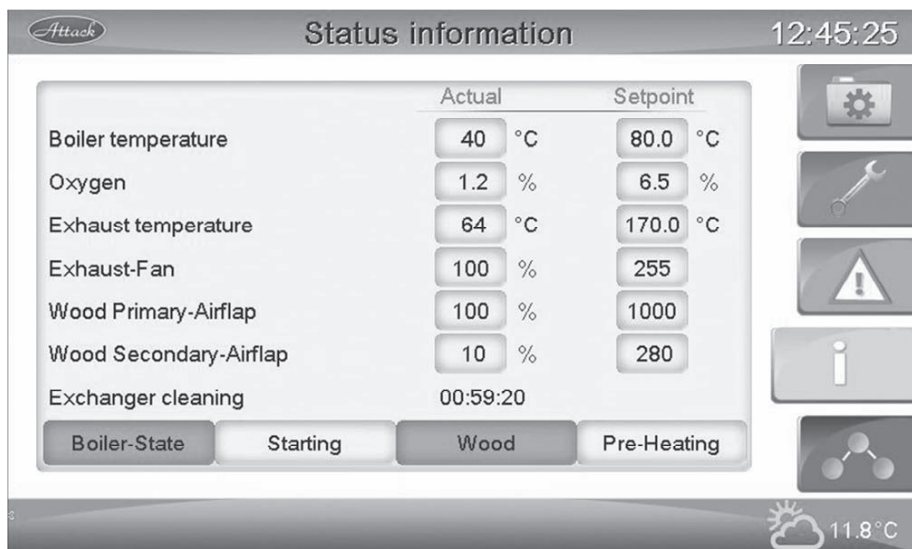 Attack Status information 12:45:25
Actual Setpoint
Boiler temperature 40 °C 80.0 °C
Oxygen 1.2 % 6.5 %
Exhaust temperature 64 °C 170.0 °C
Exhaust-Fan 100 % 255
Wood Primary-Airflap 100 % 1000
Wood Secondary-Airflap 10 % 280
Exchanger cleaning 00:59:20
Boiler-State Starting Wood Pre-Heating
11.8°C